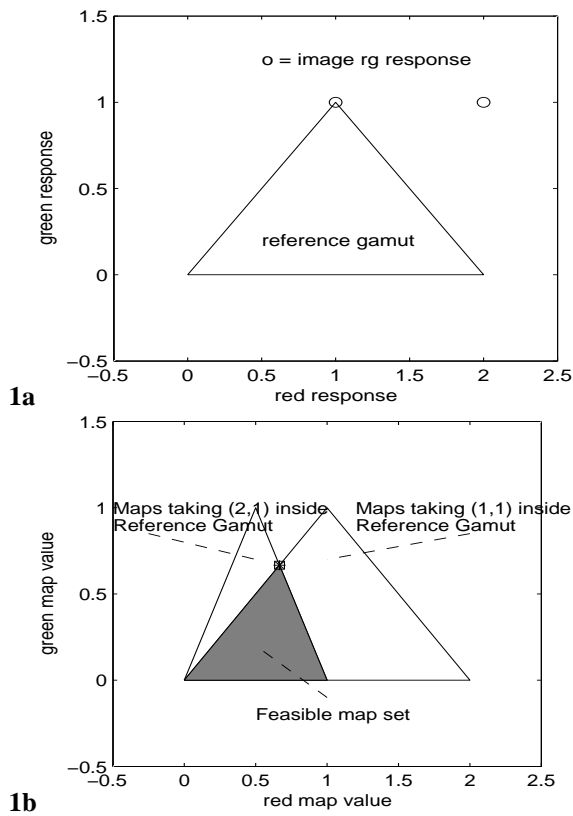 1.5
o = image rg response
1
green response
0.5
reference gamut
0
−0.5
−0.5 0 0.5 1 1.5 2 2.5
1a
red response
1.5
1
Maps taking (2,1) inside Maps taking (1,1) inside
Reference Gamut Reference Gamut
green map value
0.5
0
Feasible map set
−0.5
−0.5 0 0.5 1 1.5 2 2.5
1b
red map value